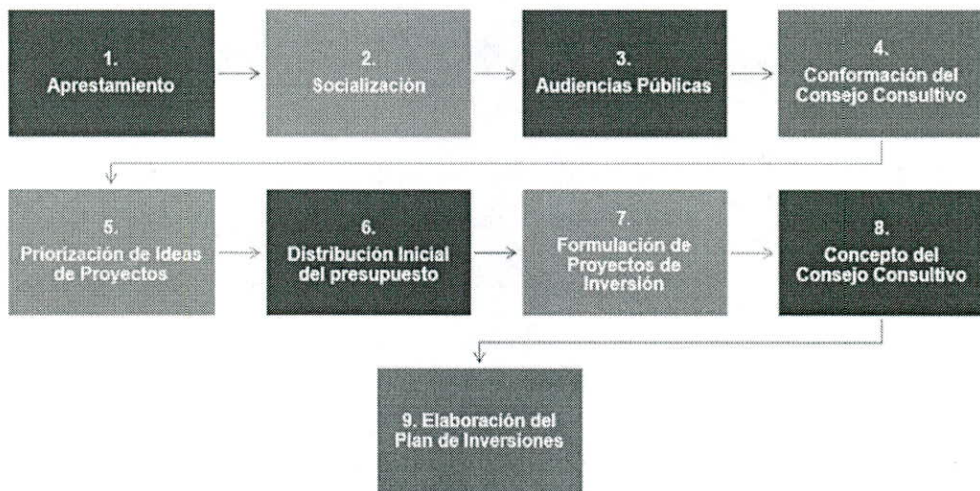 1.
Aprestamiento
2.
Socialización
3.
Audiencias Públicas
4.
Conformación del
Consejo Consultivo
5.
Priorización de Ideas
de Proyectos
6.
Distribución Inicial
del presupuesto
7.
Formulación de
Proyectos de
Inversión
8.
Concepto del
Consejo Consultivo
9. Elaboración del
Plan de Inversiones